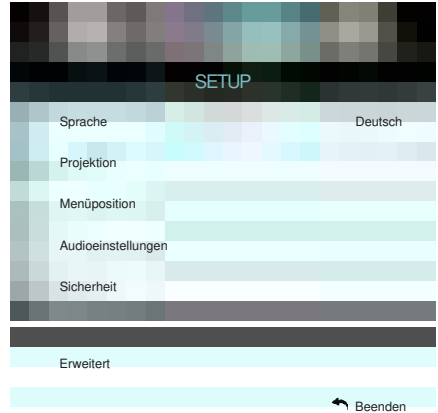 SETUP
Sprache Deutsch
Projektion
Menüposition
Audioeinstellungen
Sicherheit
Erweitert
Beenden